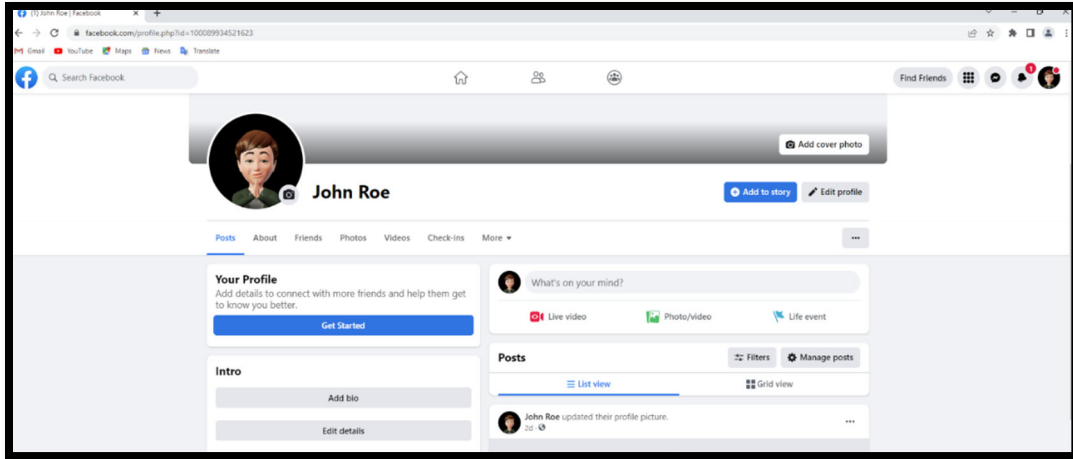 (1) John Roe | Facebook
facebook.com/profile.php?id=100089934521623
Gmail YouTube Maps News Translate
Search Facebook
Find Friends
1
Add cover photo
John Roe
Add to story
Edit profile
Posts About Friends Photos Videos Check-ins More
Your Profile
Add details to connect with more friends and help them get
to know you better.
Get Started
Intro
Add bio
Edit details
What's on your mind?
Live video Photo/video Life event
Posts
Filters Manage posts
List view Grid view
John Roe updated their profile picture.
2d ·